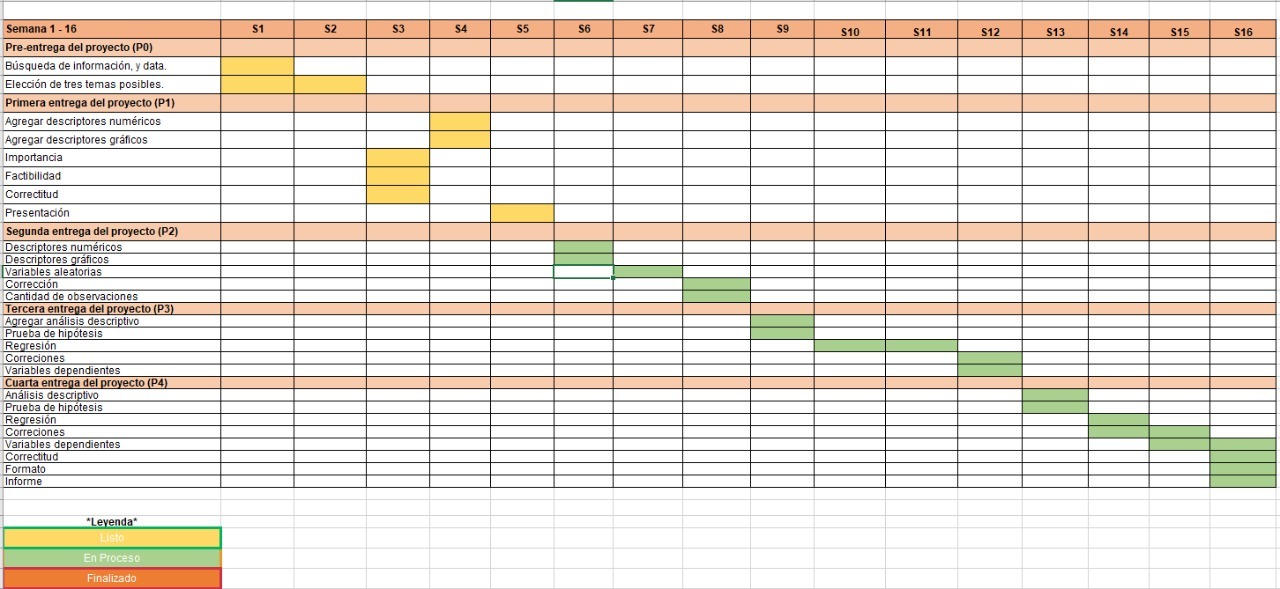 Semana 1 - 16 S1 S2 S3 S4 S5 S6 S7 S8 S9 S10 S11 S12 S13 S14 S15 S16
Pre-entrega del proyecto (P0)
Búsqueda de información, y data.
Elección de tres temas posibles.
Primera entrega del proyecto (P1)
Agregar descriptores numéricos
Agregar descriptores gráficos
Importancia
Factibilidad
Correctitud
Presentación
Segunda entrega del proyecto (P2)
Descriptores numéricos
Descriptores gráficos
Variables aleatorias
Corrección
Cantidad de observaciones
Tercera entrega del proyecto (P3)
Agregar análisis descriptivo
Prueba de hipótesis
Regresión
Correciones
Variables dependientes
Cuarta entrega del proyecto (P4)
Análisis descriptivo
Prueba de hipótesis
Regresión
Correciones
Variables dependientes
Correctitud
Formato
Informe
*Leyenda*
Listo
En Proceso
Finalizado